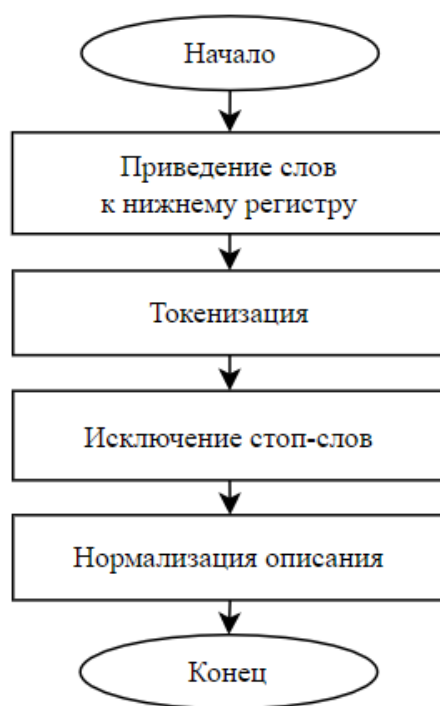 Начало
Приведение слов
к нижнему регистру
Токенизация
Исключение стоп-слов
Нормализация описания
Конец